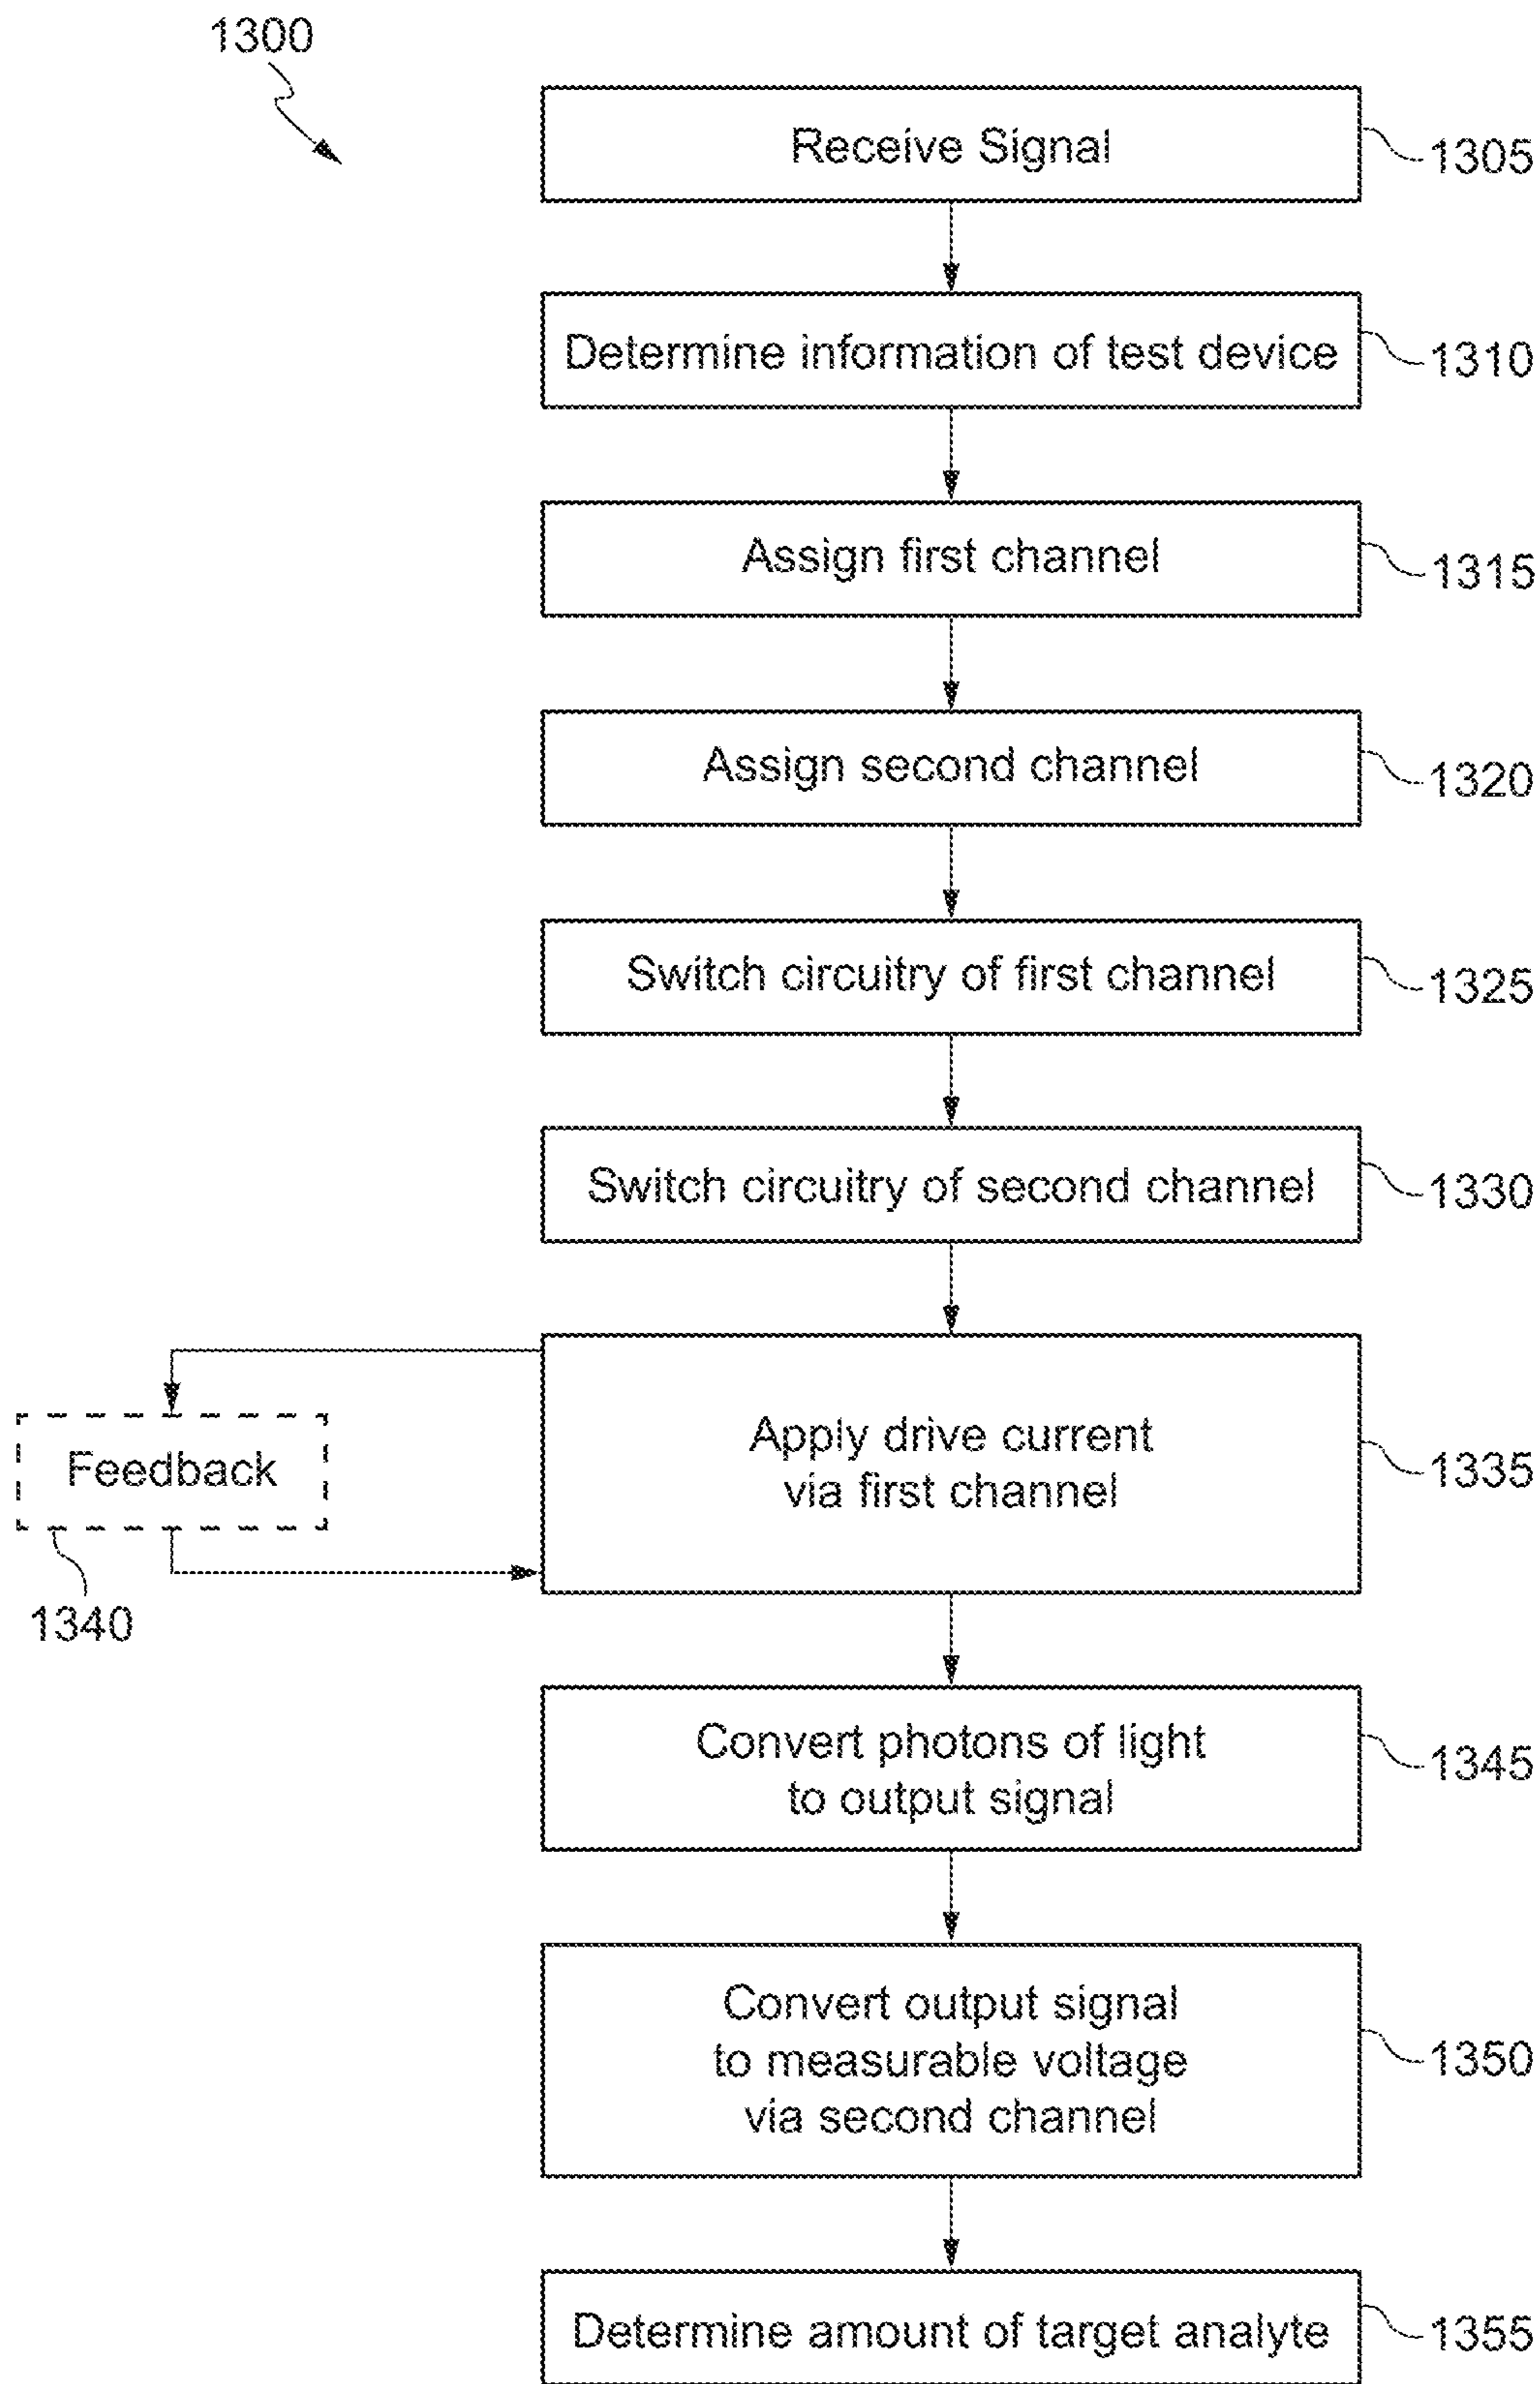 1300
Receive Signal
1305
Determine information of test device
1310
Assign first channel
1315
Assign second channel
1320
Switch circuitry of first channel
1325
Switch circuitry of second channel
1330
Apply drive current
via first channel
1335
Feedback
1340
Convert photons of light
to output signal
1345
Convert output signal
to measurable voltage
via second channel
1350
Determine amount of target analyte
1355